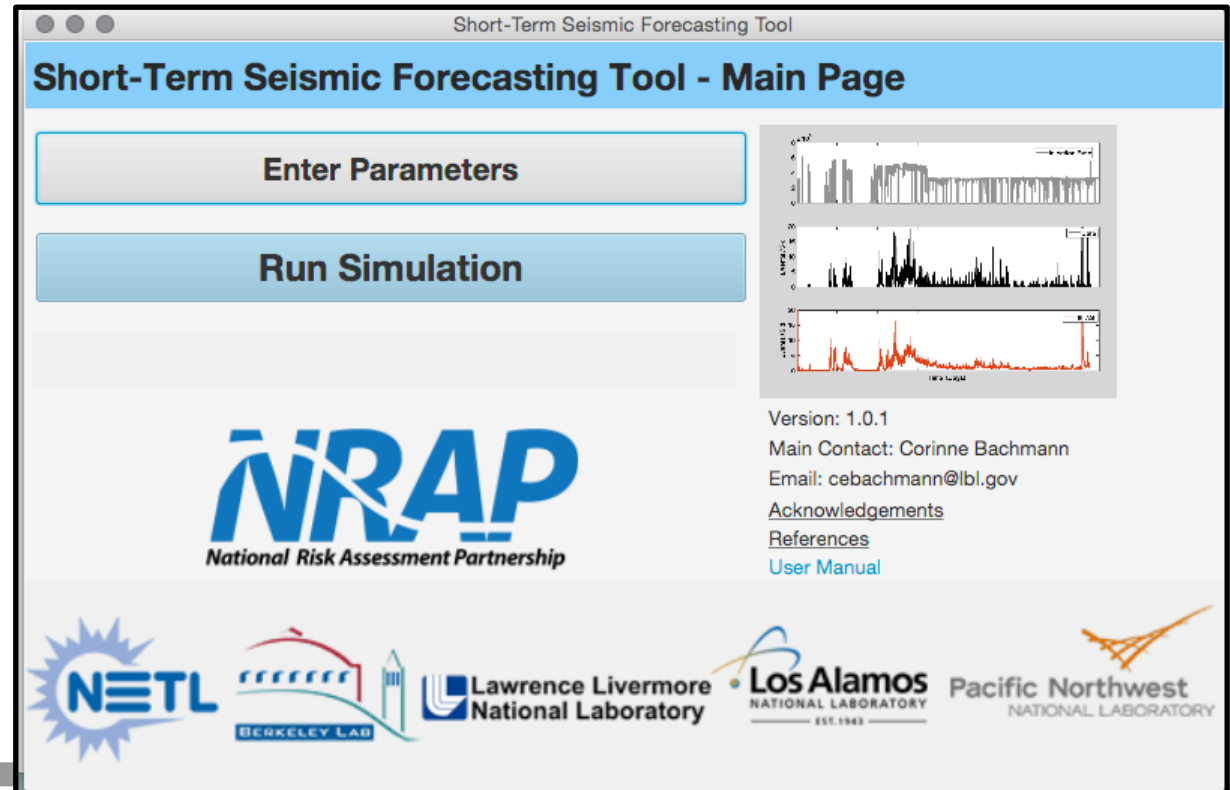 Short-Term Seismic Forecasting Tool
Short-Term Seismic Forecasting Tool - Main Page
Enter Parameters
Run Simulation
Version: 1.0.1
Main Contact: Corinne Bachmann
Email: cebachmann@lbl.gov
Acknowledgements
References
User Manual
NRAP
National Risk Assessment Partnership
NETL
BERKELEY LAB
Lawrence Livermore
National Laboratory
Los Alamos
NATIONAL LABORATORY
EST. 1943
Pacific Northwest
NATIONAL LABORATORY